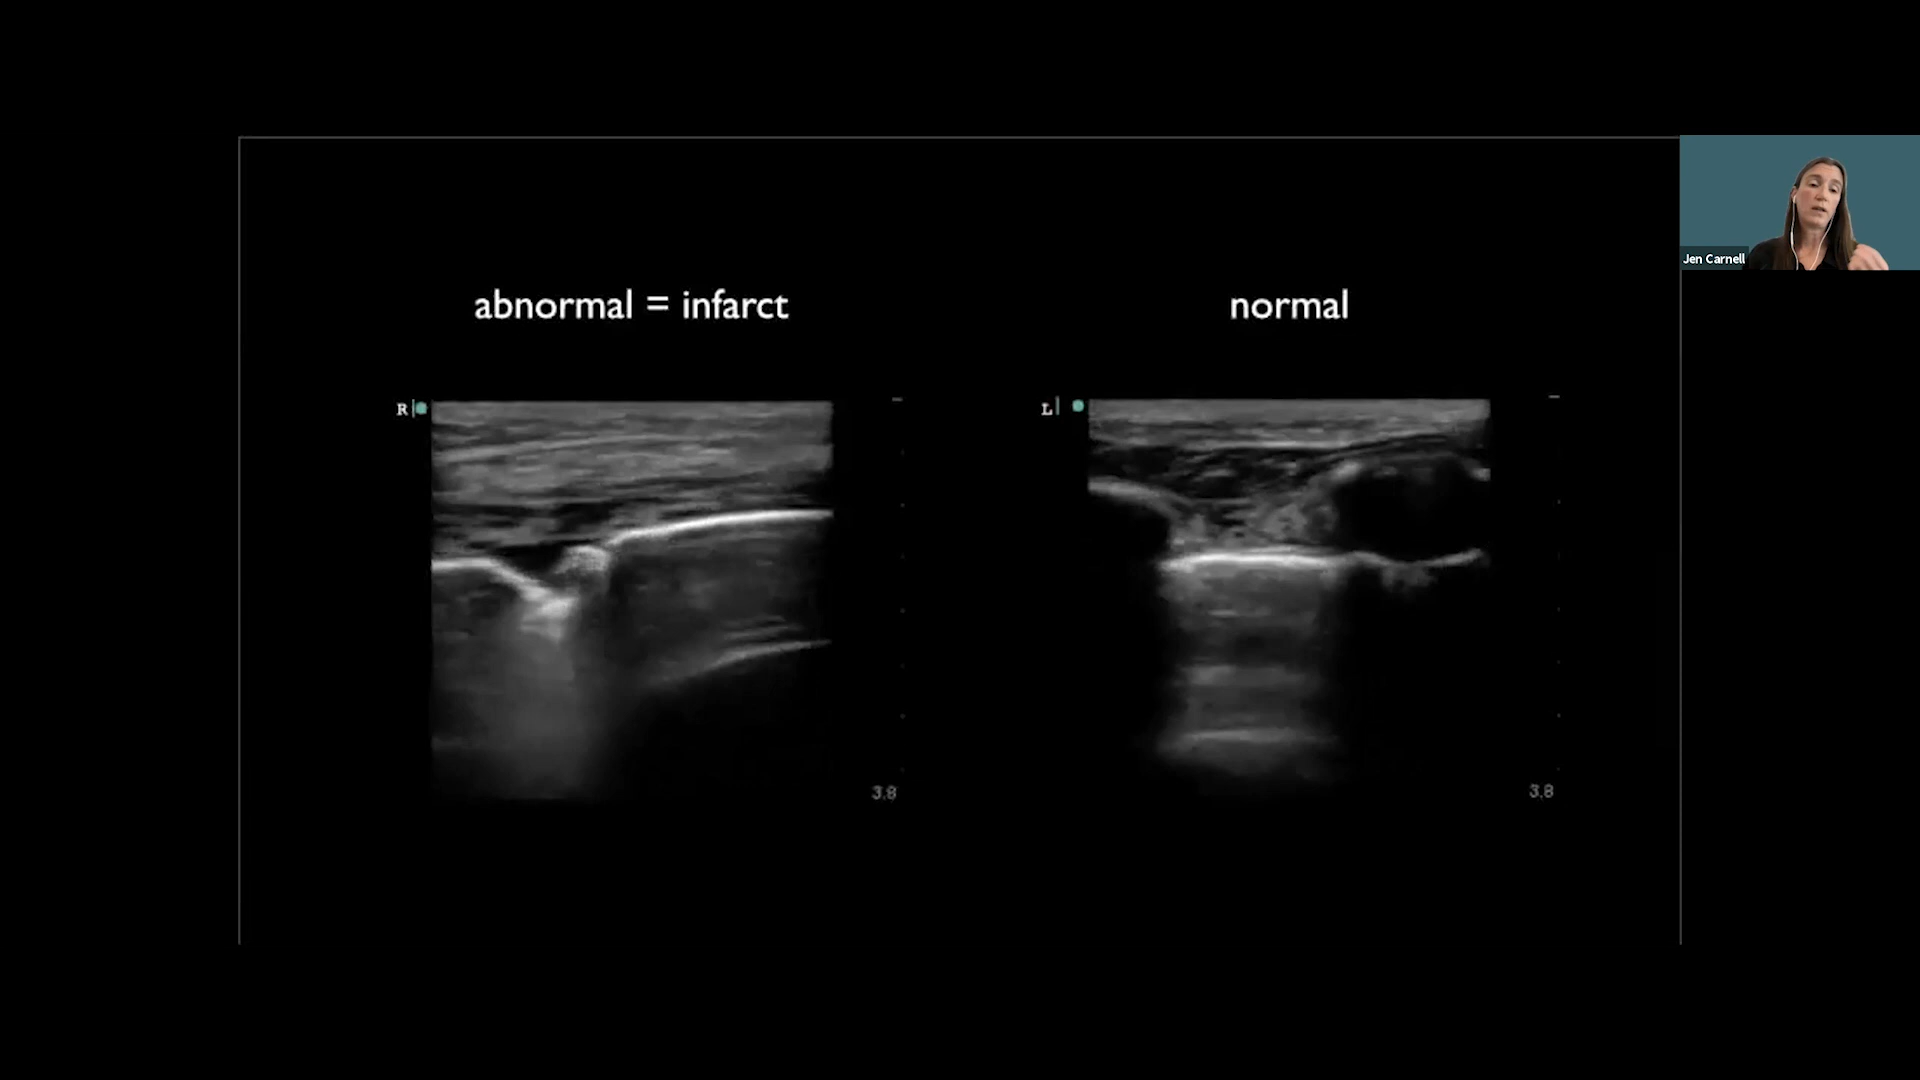 abnormal = infarct
normal
R
L
3.8
3.8
Jen Carnell